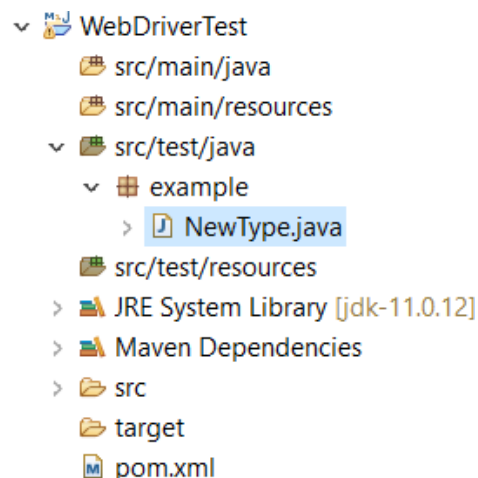 WebDriverTest
src/main/java
src/main/resources
src/test/java
example
NewType.java
src/test/resources
JRE System Library [jdk-11.0.12]
Maven Dependencies
src
target
pom.xml